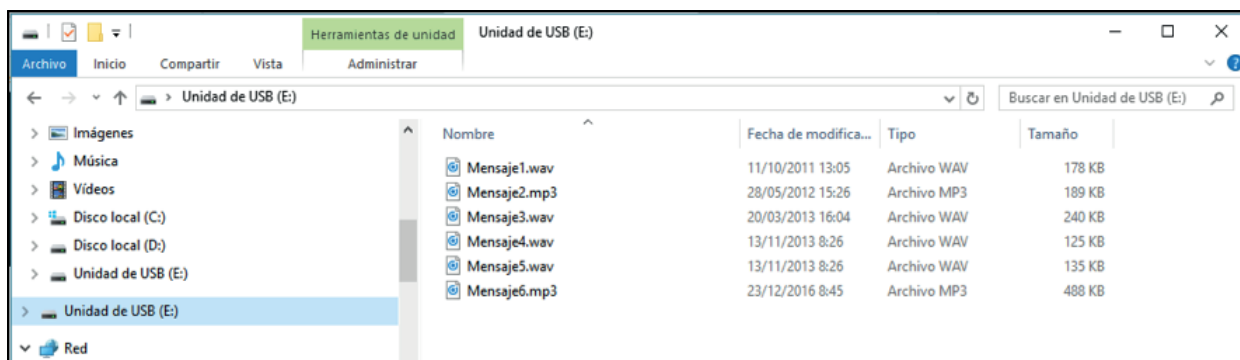 Herramientas de unidad Unidad de USB (E:)
Archivo Inicio Compartir Vista Administrar
Unidad de USB (E:) Buscar en Unidad de USB (E:)
Imágenes
Música
Vídeos
Disco local (C:)
Disco local (D:)
Unidad de USB (E:)
Unidad de USB (E:)
Red
Nombre Fecha de modifica... Tipo Tamaño
Mensaje1.wav 11/10/2011 13:05 Archivo WAV 178 KB
Mensaje2.mp3 28/05/2012 15:26 Archivo MP3 189 KB
Mensaje3.wav 20/03/2013 16:04 Archivo WAV 240 KB
Mensaje4.wav 13/11/2013 8:26 Archivo WAV 125 KB
Mensaje5.wav 13/11/2013 8:26 Archivo WAV 135 KB
Mensaje6.mp3 23/12/2016 8:45 Archivo MP3 488 KB